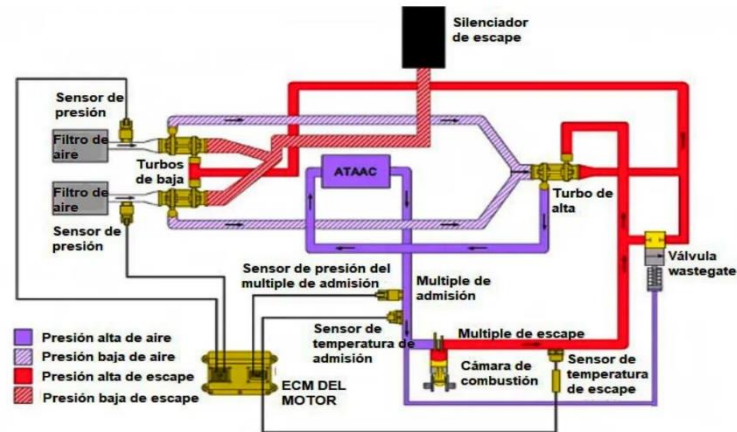 Silenciador
de escape
Sensor de
presión
Filtro de
aire
Turbos
de baja
Filtro de
aire
Sensor de
presión
ATAAC
Turbo de
alta
Válvula
wastegate
Sensor de presión del
multiple de admisión
Multiple de
admisión
Sensor de
temperatura de
admisión
Multiple de escape
Cámara de
combustión
Sensor de
temperatura
de escape
Presión alta de aire
Presión baja de aire
Presión alta de escape
Presión baja de escape
ECM DEL
MOTOR